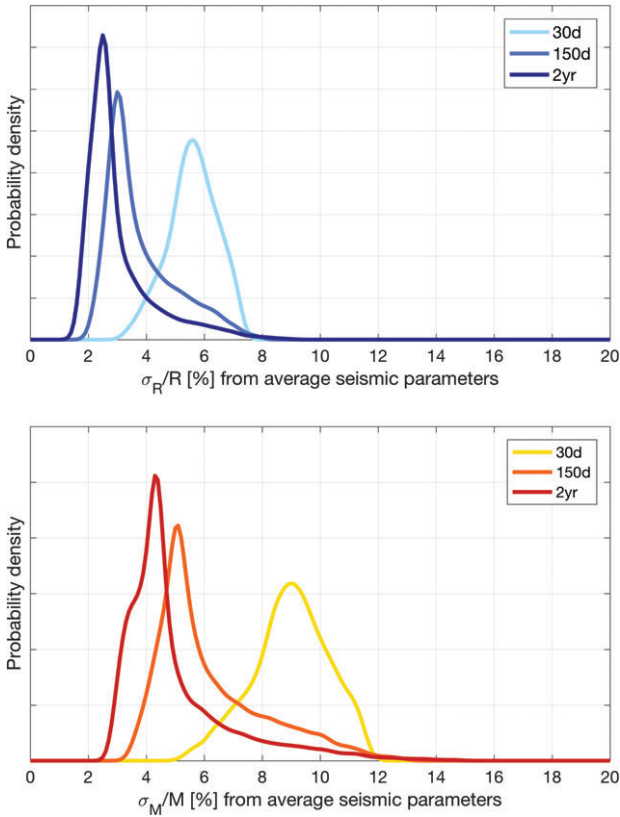 Probability density
30d
150d
2yr
0 2 4 6 8 10 12 14 16 18 20
σR/R [%] from average seismic parameters
Probability density
30d
150d
2yr
0 2 4 6 8 10 12 14 16 18 20
σM/M [%] from average seismic parameters